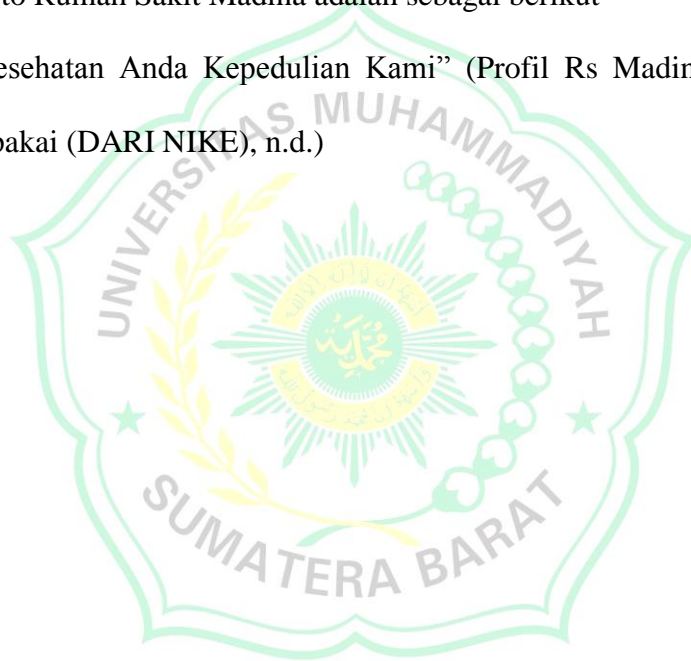 Rumah Sakit Madina adalah sebagai berikut
esehatan Anda Kepedulian Kami” (Profil Rs Madin
pakai (DARI NIKE), n.d.)
UNIVERSITAS MUHAMMADIYAH
SUMATERA BARAT